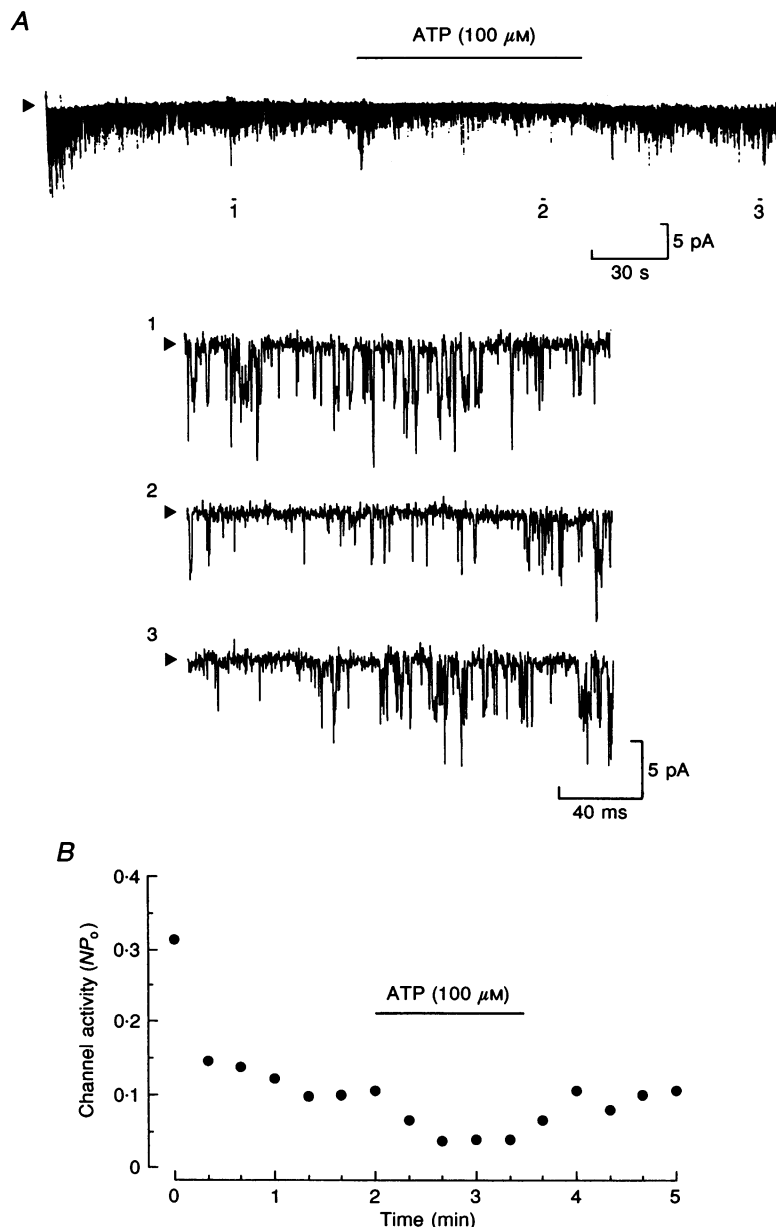 A
ATP (100 μM)
1 2 3
5 pA
30 s
1
2
3
5 pA
40 ms
B
Channel activity (NPo)
0·4
0·3
0·2
0·1
0
ATP (100 μM)
0 1 2 3 4 5
Time (min)